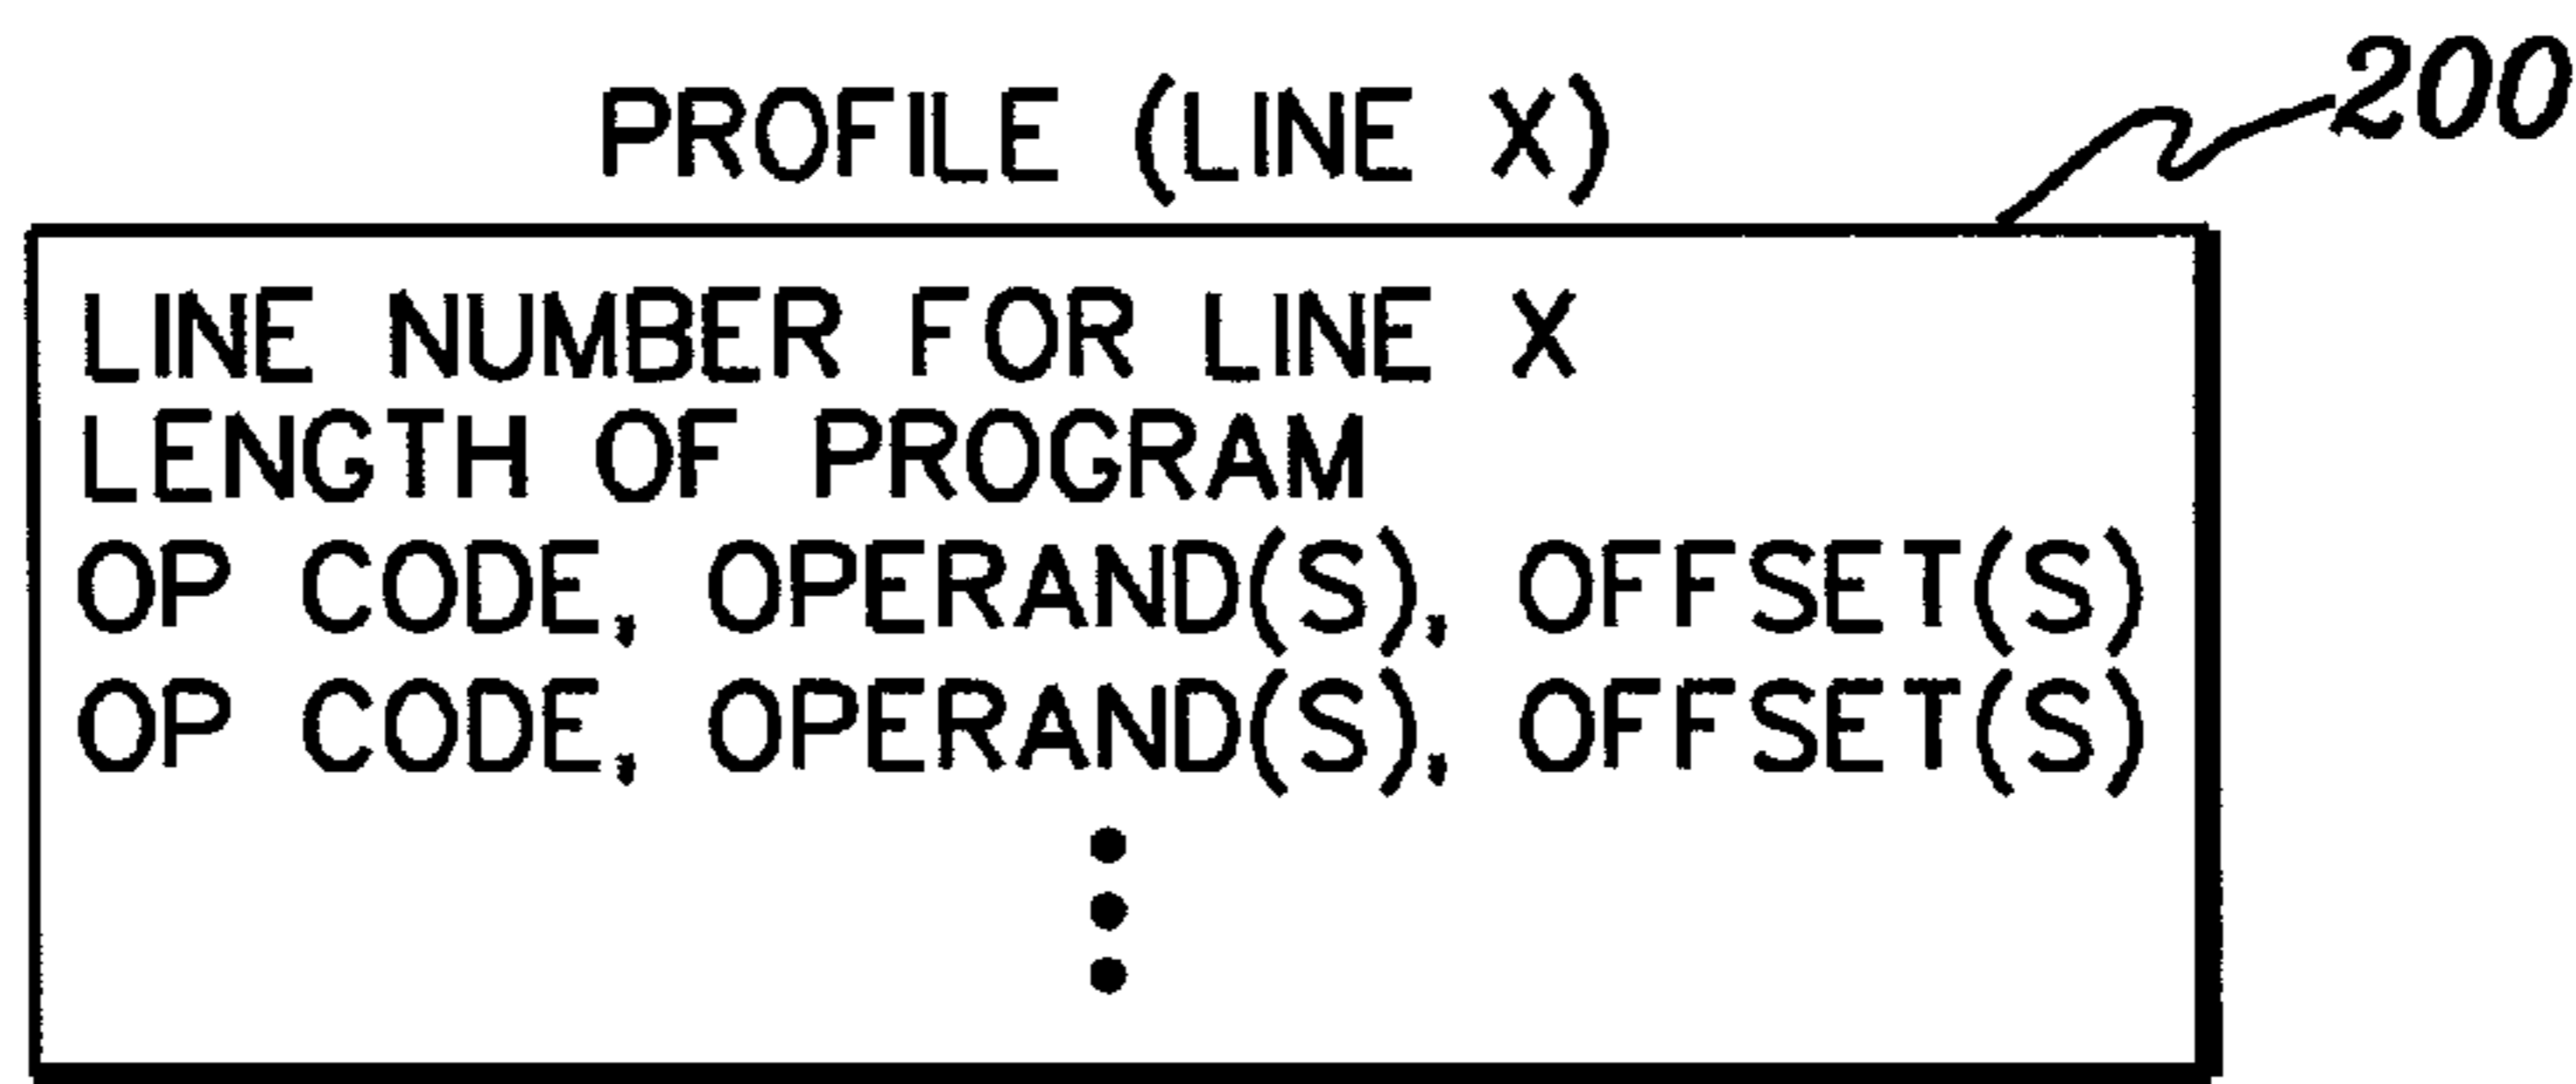 PROFILE (LINE X)
200
LINE NUMBER FOR LINE X
LENGTH OF PROGRAM
OP CODE, OPERAND(S), OFFSET(S)
OP CODE, OPERAND(S), OFFSET(S)